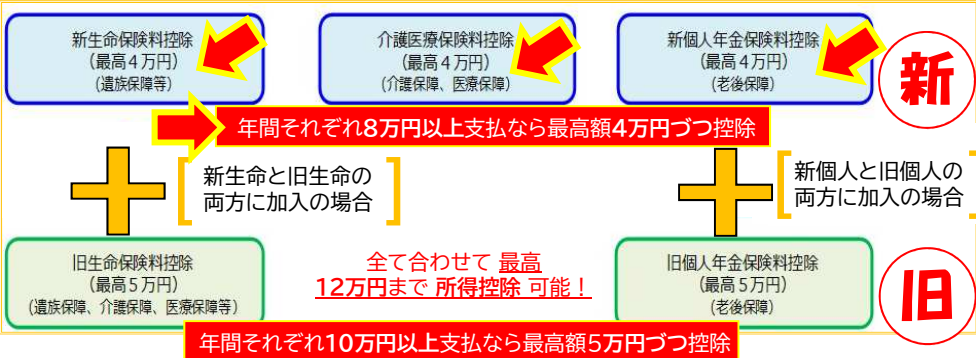 新生命保険料控除
(最高４万円)
(遺族保障等)
介護医療保険料控除
(最高４万円)
(介護保障、医療保障)
新個人年金保険料控除
(最高４万円)
(老後保障)
新
年間それぞれ8万円以上支払なら最高額4万円づつ控除
新生命と旧生命の
両方に加入の場合
新個人と旧個人の
両方に加入の場合
旧生命保険料控除
(最高５万円)
(遺族保障、介護保障、医療保障等)
全て合わせて 最高
12万円まで 所得控除 可能！
旧個人年金保険料控除
(最高５万円)
(老後保障)
旧
年間それぞれ10万円以上支払なら最高額5万円づつ控除